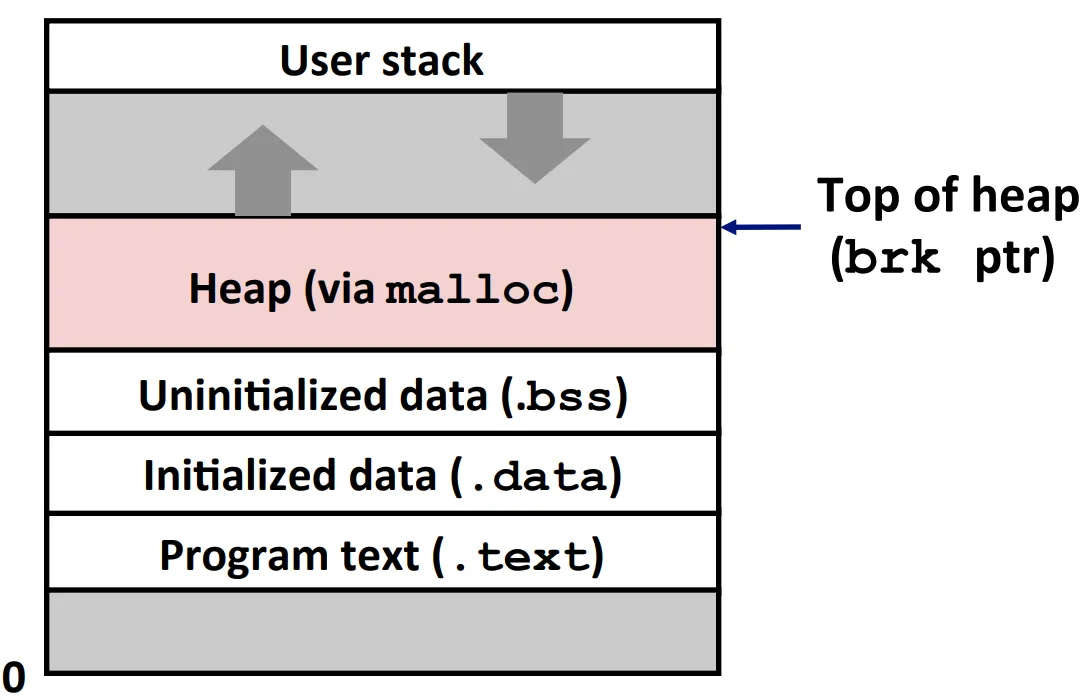 User stack
Top of heap
(brk ptr)
Heap (via malloc)
Uninitialized data (.bss)
Initialized data (.data)
Program text (.text)
0